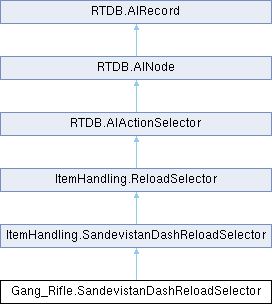 RTDB.AIRecord
RTDB.AINode
RTDB.AIActionSelector
ItemHandling.ReloadSelector
ItemHandling.SandevistanDashReloadSelector
Gang_Rifle.SandevistanDashReloadSelector